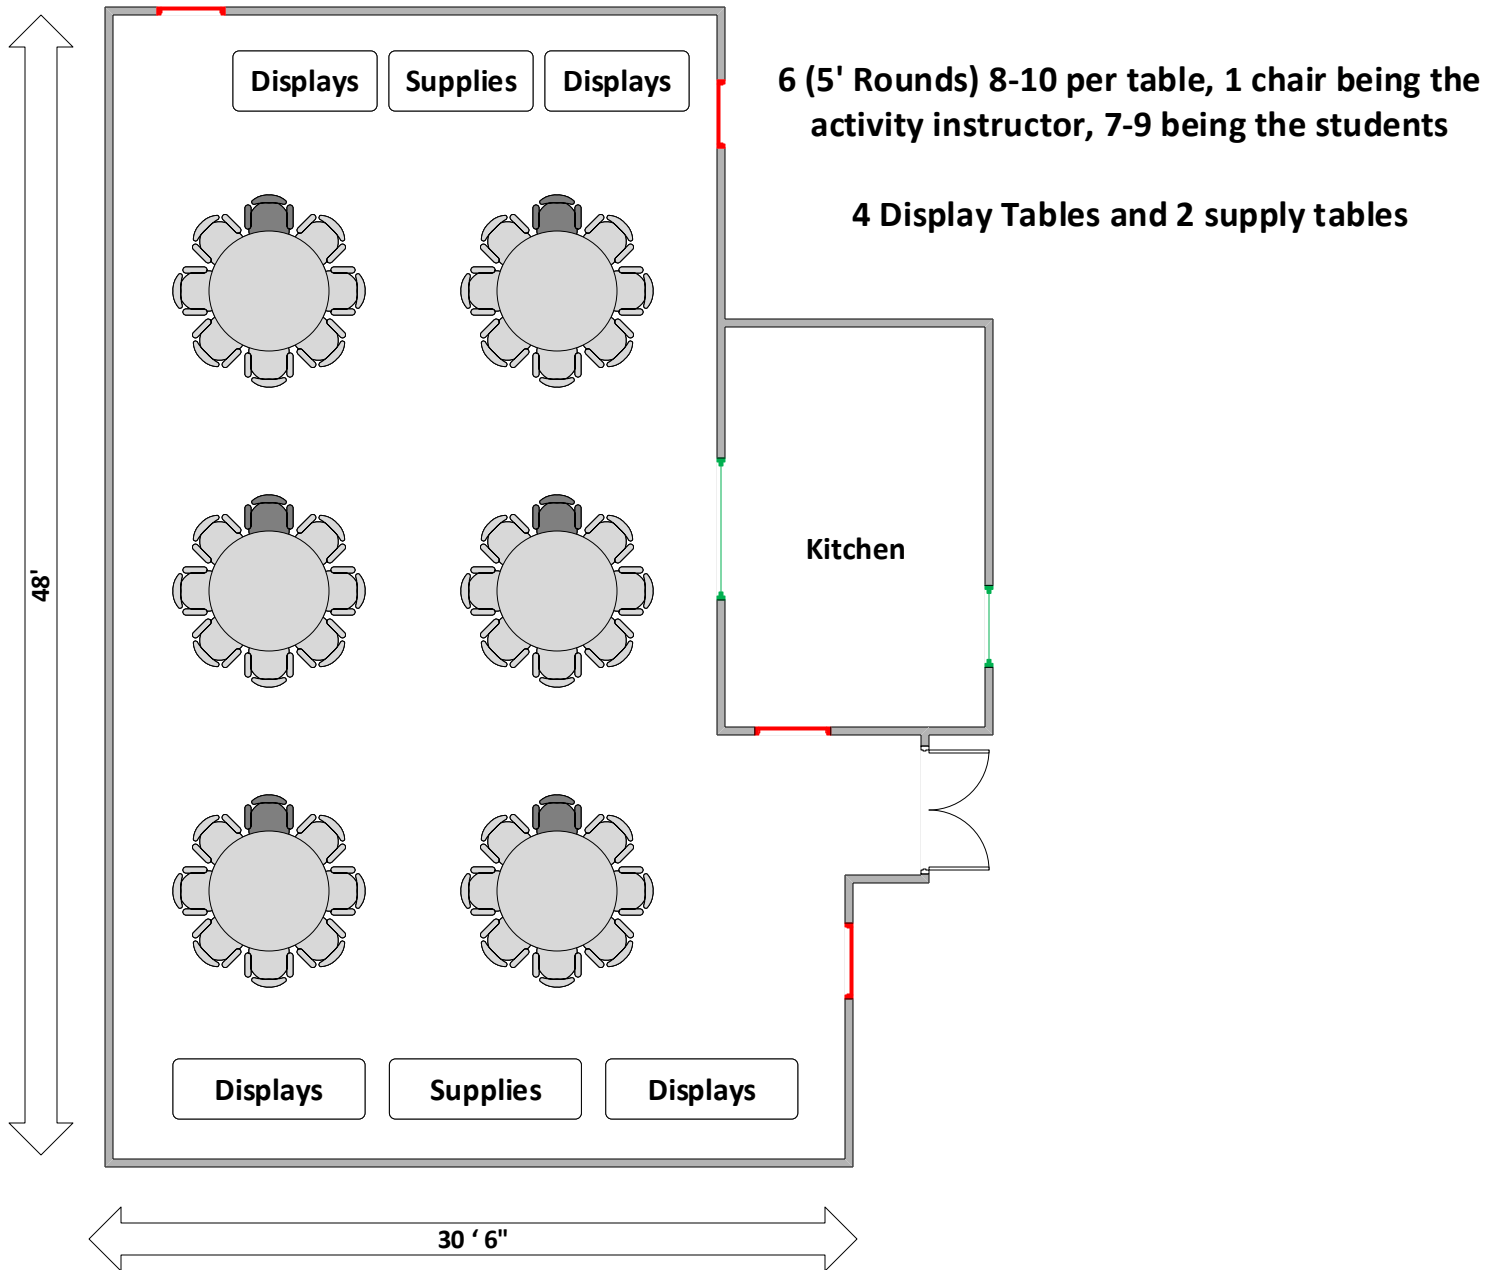 Displays
Supplies
Displays
6 (5' Rounds) 8-10 per table, 1 chair being the
activity instructor, 7-9 being the students
4 Display Tables and 2 supply tables
Kitchen
48'
Displays
Supplies
Displays
30 ‘ 6"